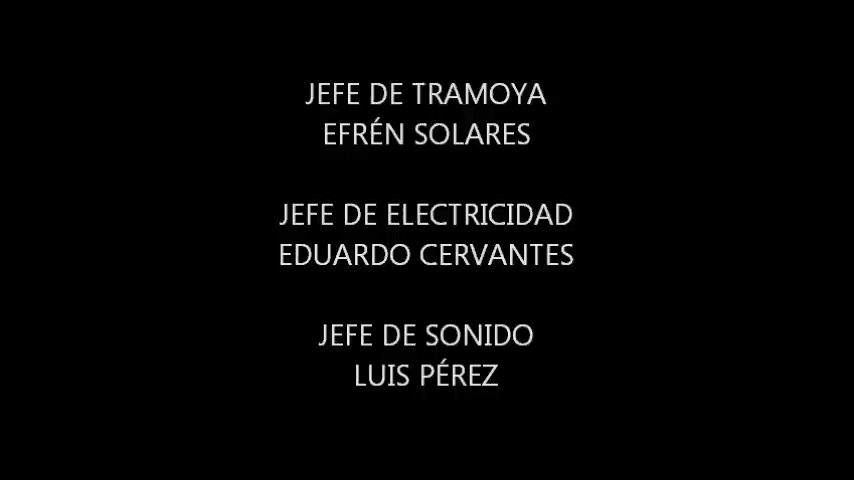 JEFE DE TRAMOYA
EFRÉN SOLARES
JEFE DE ELECTRICIDAD
EDUARDO CERVANTES
JEFE DE SONIDO
LUIS PÉREZ